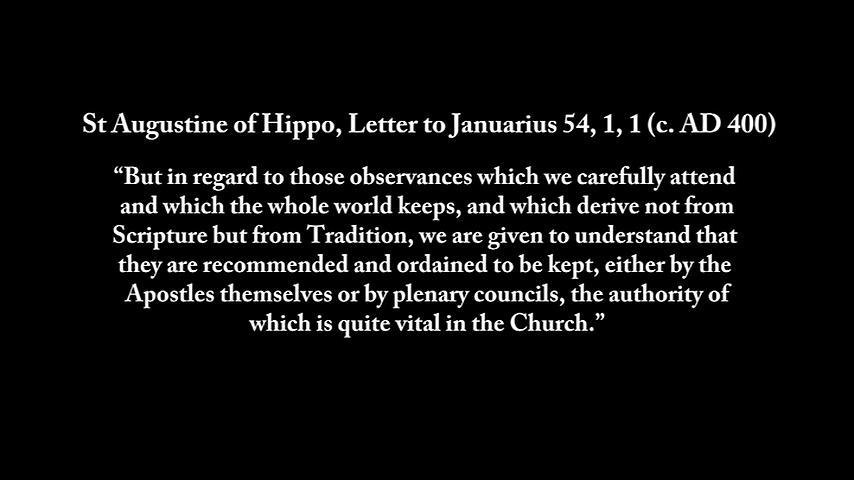 St Augustine of Hippo, Letter to Januarius 54, 1, 1 (c. AD 400)
“But in regard to those observances which we carefully attend
and which the whole world keeps, and which derive not from
Scripture but from Tradition, we are given to understand that
they are recommended and ordained to be kept, either by the
Apostles themselves or by plenary councils, the authority of
which is quite vital in the Church.”